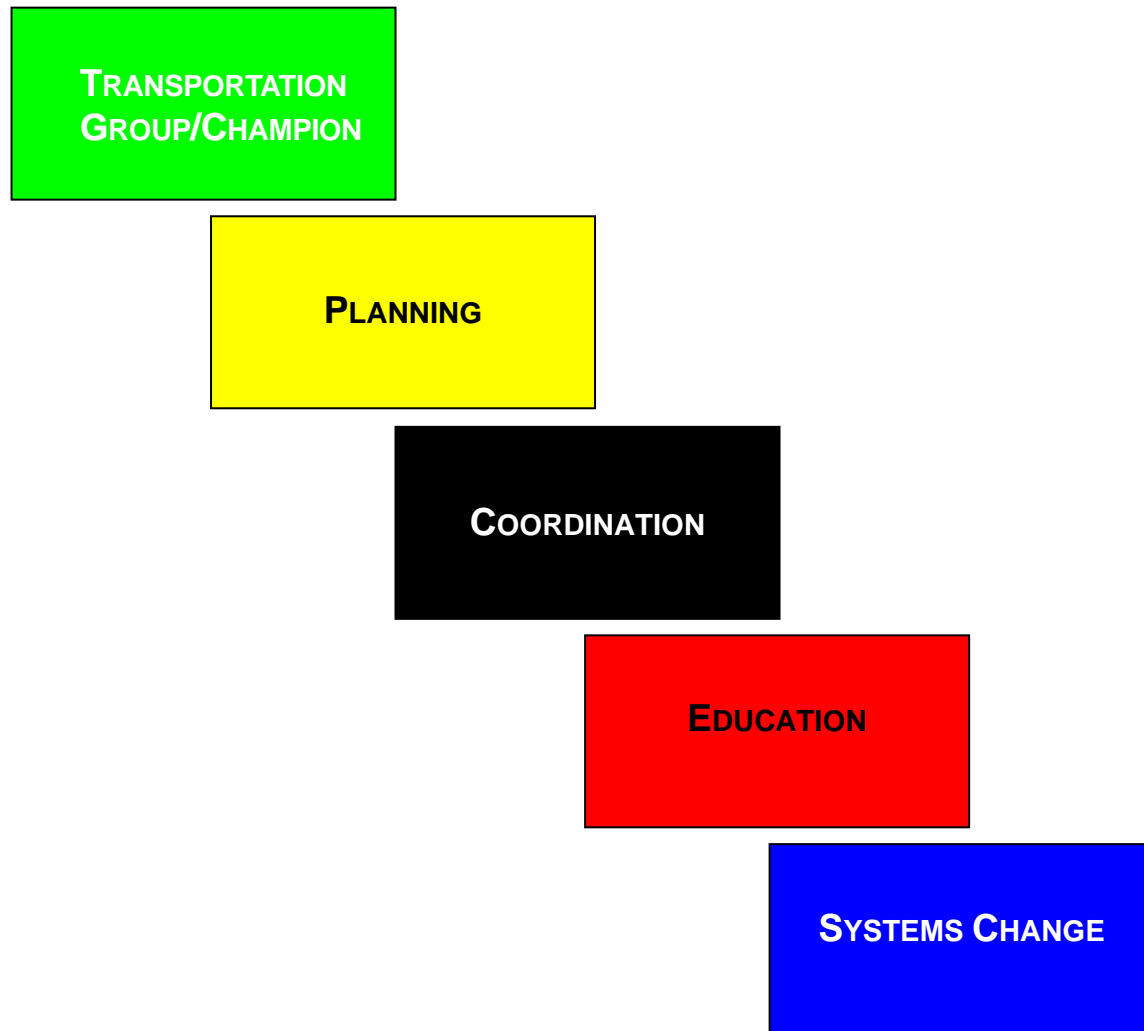 TRANSPORTATION
GROUP/CHAMPION
PLANNING
COORDINATION
EDUCATION
SYSTEMS CHANGE